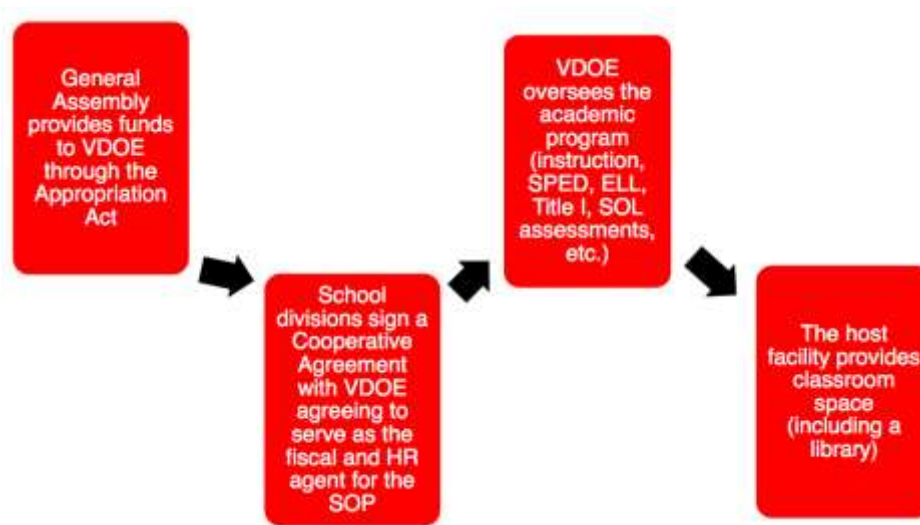 General
Assembly
provides funds
to VDOE
through the
Appropriation
Act
School
divisions sign a
Cooperative
Agreement
with VDOE
agreeing to
serve as the
fiscal and HR
agent for the
SOP
VDOE
oversees the
academic
program
(instruction,
SPED, ELL,
Title I, SOL
assessments,
etc.)
The host
facility provides
classroom
space
(including a
library)